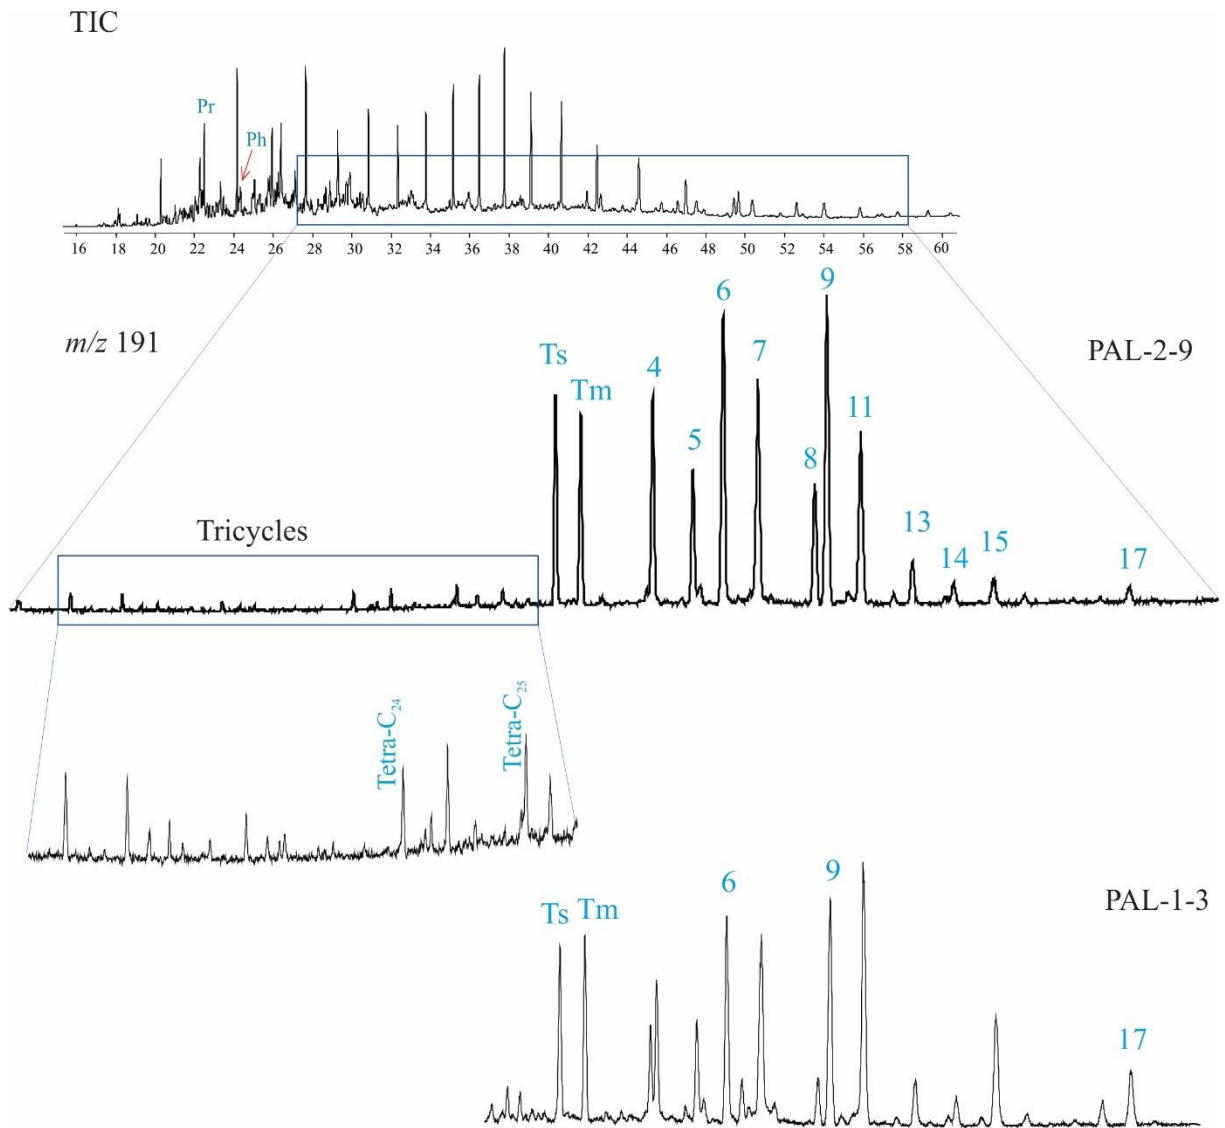 TIC
Pr
Ph
16 18 20 22 24 26 28 30 32 34 36 38 40 42 44 46 48 50 52 54 56 58 60
m/z 191
PAL-2-9
Ts
Tm
4
5
6
7
8
9
11
13
14
15
17
Tricycles
Tetra-C24
Tetra-C25
PAL-1-3
Ts
Tm
6
9
17